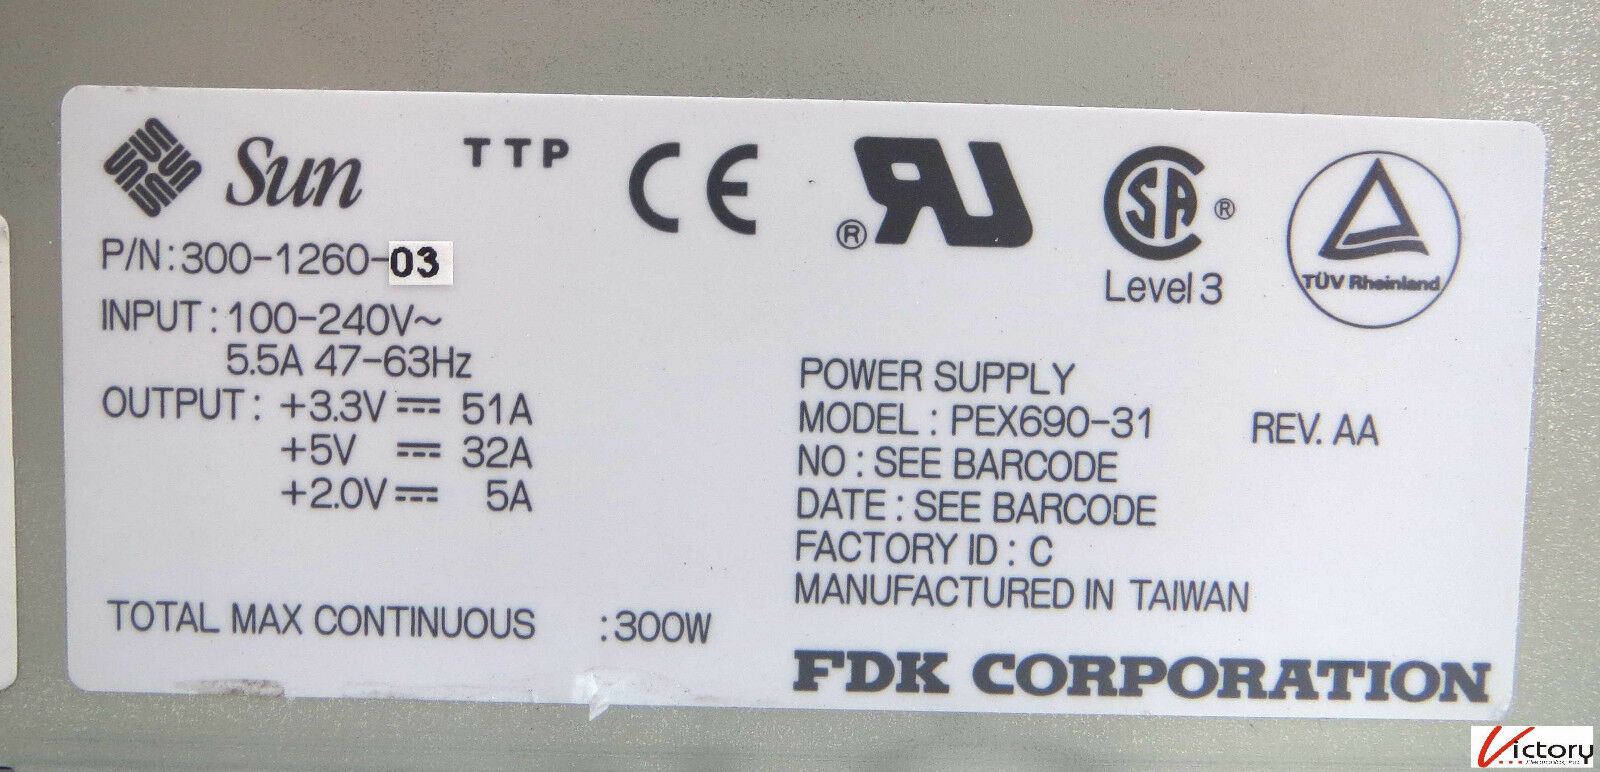 Sun TTP CE
P/N:300-1260-03
INPUT:100-240V~
5.5A 47-63Hz
OUTPUT: +3.3V 51A
+5V 32A
+2.0V 5A
TOTAL MAX CONTINUOUS :300W
® RU
SA ®
Level 3
TÜV Rheinland
POWER SUPPLY
MODEL: PEX690-31 REV. AA
NO: SEE BARCODE
DATE: SEE BARCODE
FACTORY ID: C
MANUFACTURED IN TAIWAN
FDK CORPORATION
Victory